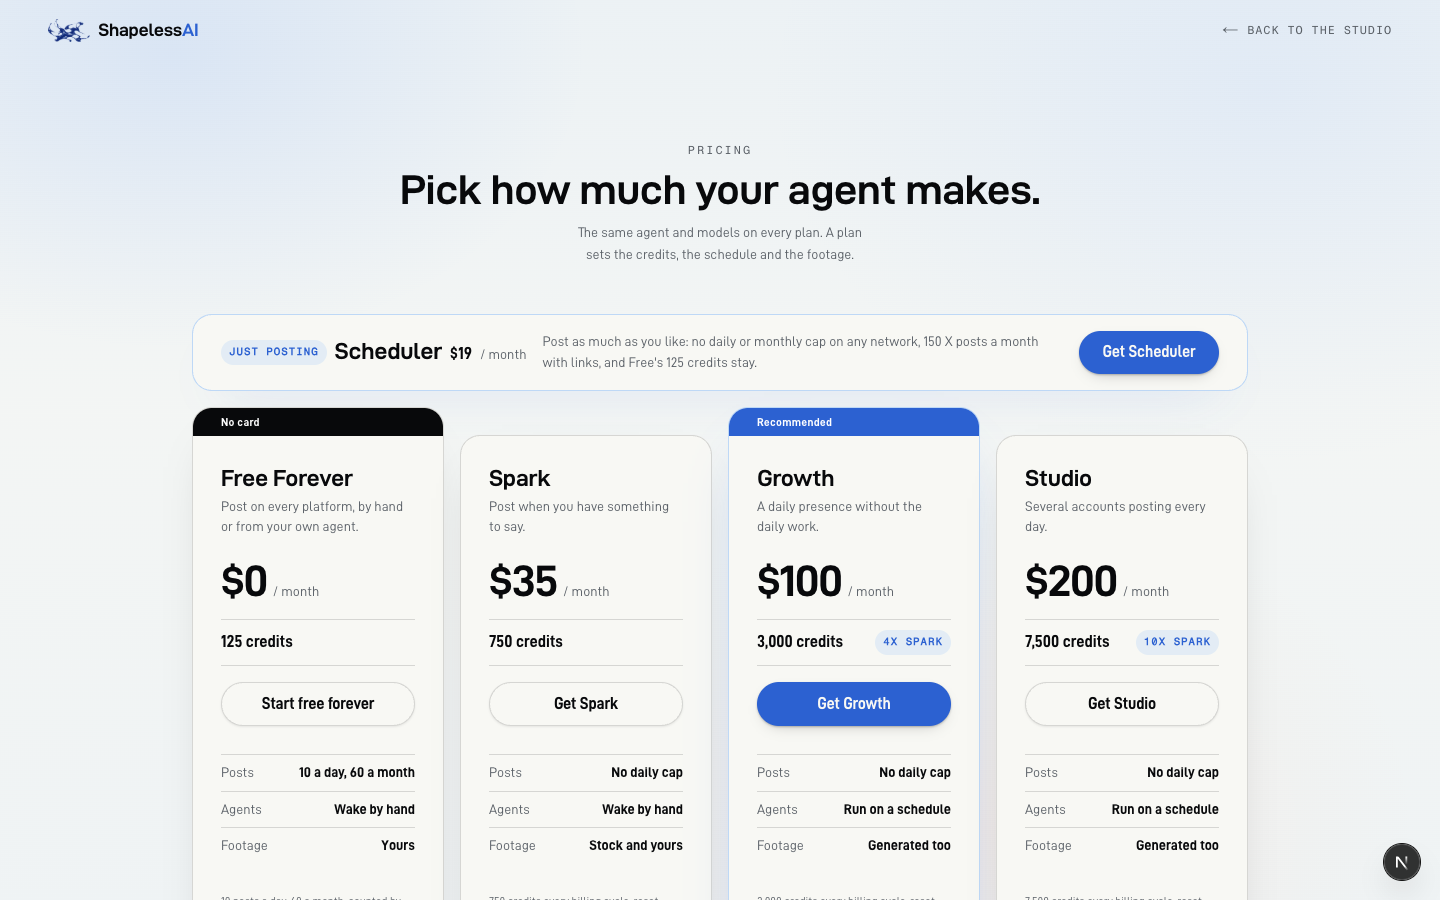 ShapelessAI
← BACK TO THE STUDIO
PRICING
Pick how much your agent makes.
The same agent and models on every plan. A plan
sets the credits, the schedule and the footage.
JUST POSTING
Scheduler $19 / month
Post as much as you like: no daily or monthly cap on any network, 150 X posts a month
with links, and Free's 125 credits stay.
Get Scheduler
No card
Free Forever
Post on every platform, by hand
or from your own agent.
$0 / month
125 credits
Start free forever
Posts 10 a day, 60 a month
Agents Wake by hand
Footage Yours
Spark
Post when you have something
to say.
$35 / month
750 credits
Get Spark
Posts No daily cap
Agents Wake by hand
Footage Stock and yours
Recommended
Growth
A daily presence without the
daily work.
$100 / month
3,000 credits 4X SPARK
Get Growth
Posts No daily cap
Agents Run on a schedule
Footage Generated too
Studio
Several accounts posting every
day.
$200 / month
7,500 credits 10X SPARK
Get Studio
Posts No daily cap
Agents Run on a schedule
Footage Generated too
N